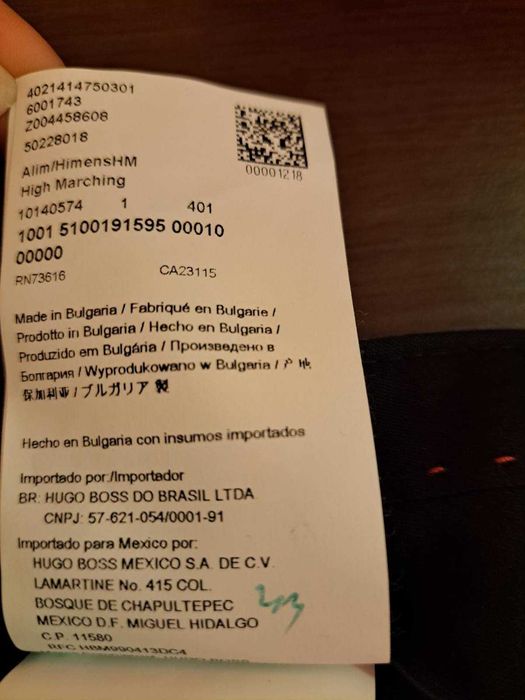 4021414750301
6001743
Z004458608
50228018
00001218
Alim/HimensHM
High Marching
10140574 1 401
1001 5100191595 00010
00000
RN73616 CA23115
Made in Bulgaria / Fabriqué en Bulgarie /
Prodotto in Bulgaria / Hecho en Bulgaria /
Produzido em Bulgária / Произведено в
Болгария / Wyprodukowano w Bulgaria / 产 地
保加利亚 / ブルガリア 製
Hecho en Bulgaria con insumos importados
Importado por:/Importador
BR: HUGO BOSS DO BRASIL LTDA
CNPJ: 57-621-054/0001-91
Importado para Mexico por:
HUGO BOSS MEXICO S.A. DE C.V.
LAMARTINE No. 415 COL.
BOSQUE DE CHAPULTEPEC
MEXICO D.F. MIGUEL HIDALGO
C.P. 11580
RFC HBM990413DC4